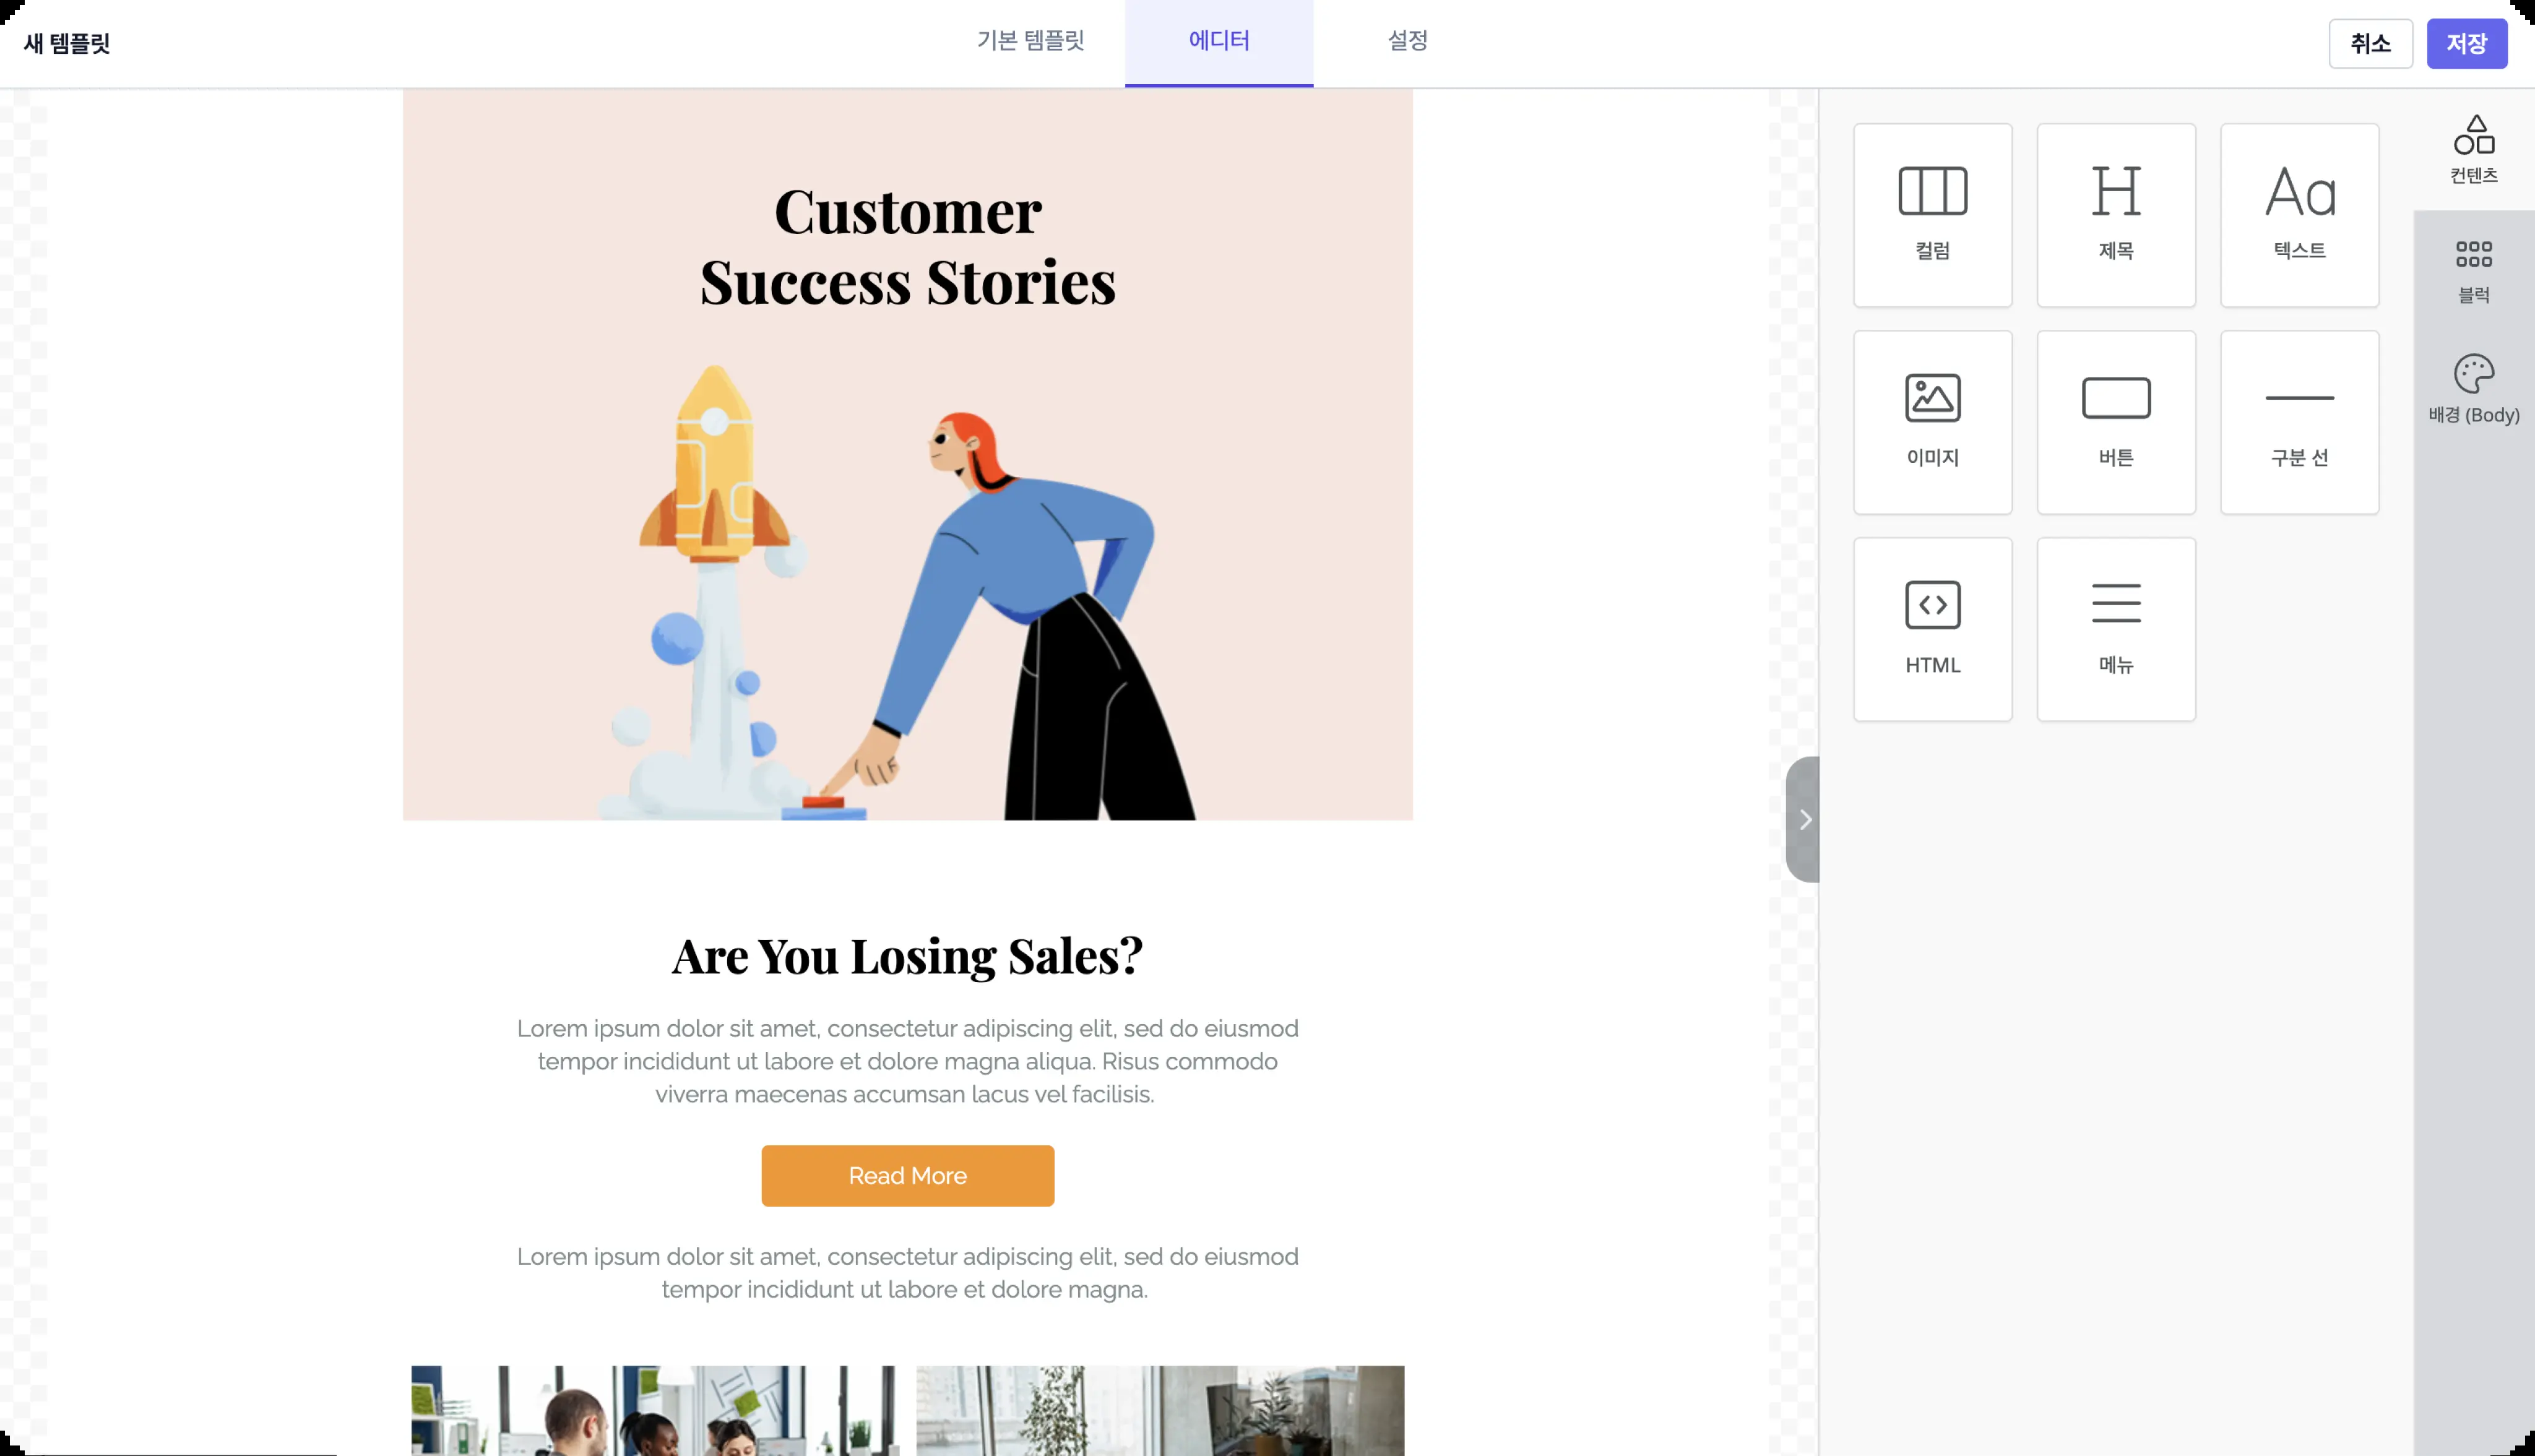 새 템플릿
기본 템플릿
에디터
설정
취소
저장
Customer
Success Stories
Are You Losing Sales?
Lorem ipsum dolor sit amet, consectetur adipiscing elit, sed do eiusmod
tempor incididunt ut labore et dolore magna aliqua. Risus commodo
viverra maecenas accumsan lacus vel facilisis.
Read More
Lorem ipsum dolor sit amet, consectetur adipiscing elit, sed do eiusmod
tempor incididunt ut labore et dolore magna.
컬럼
제목
Aa
텍스트
이미지
버튼
구분 선
HTML
메뉴
컨텐츠
블럭
배경 (Body)